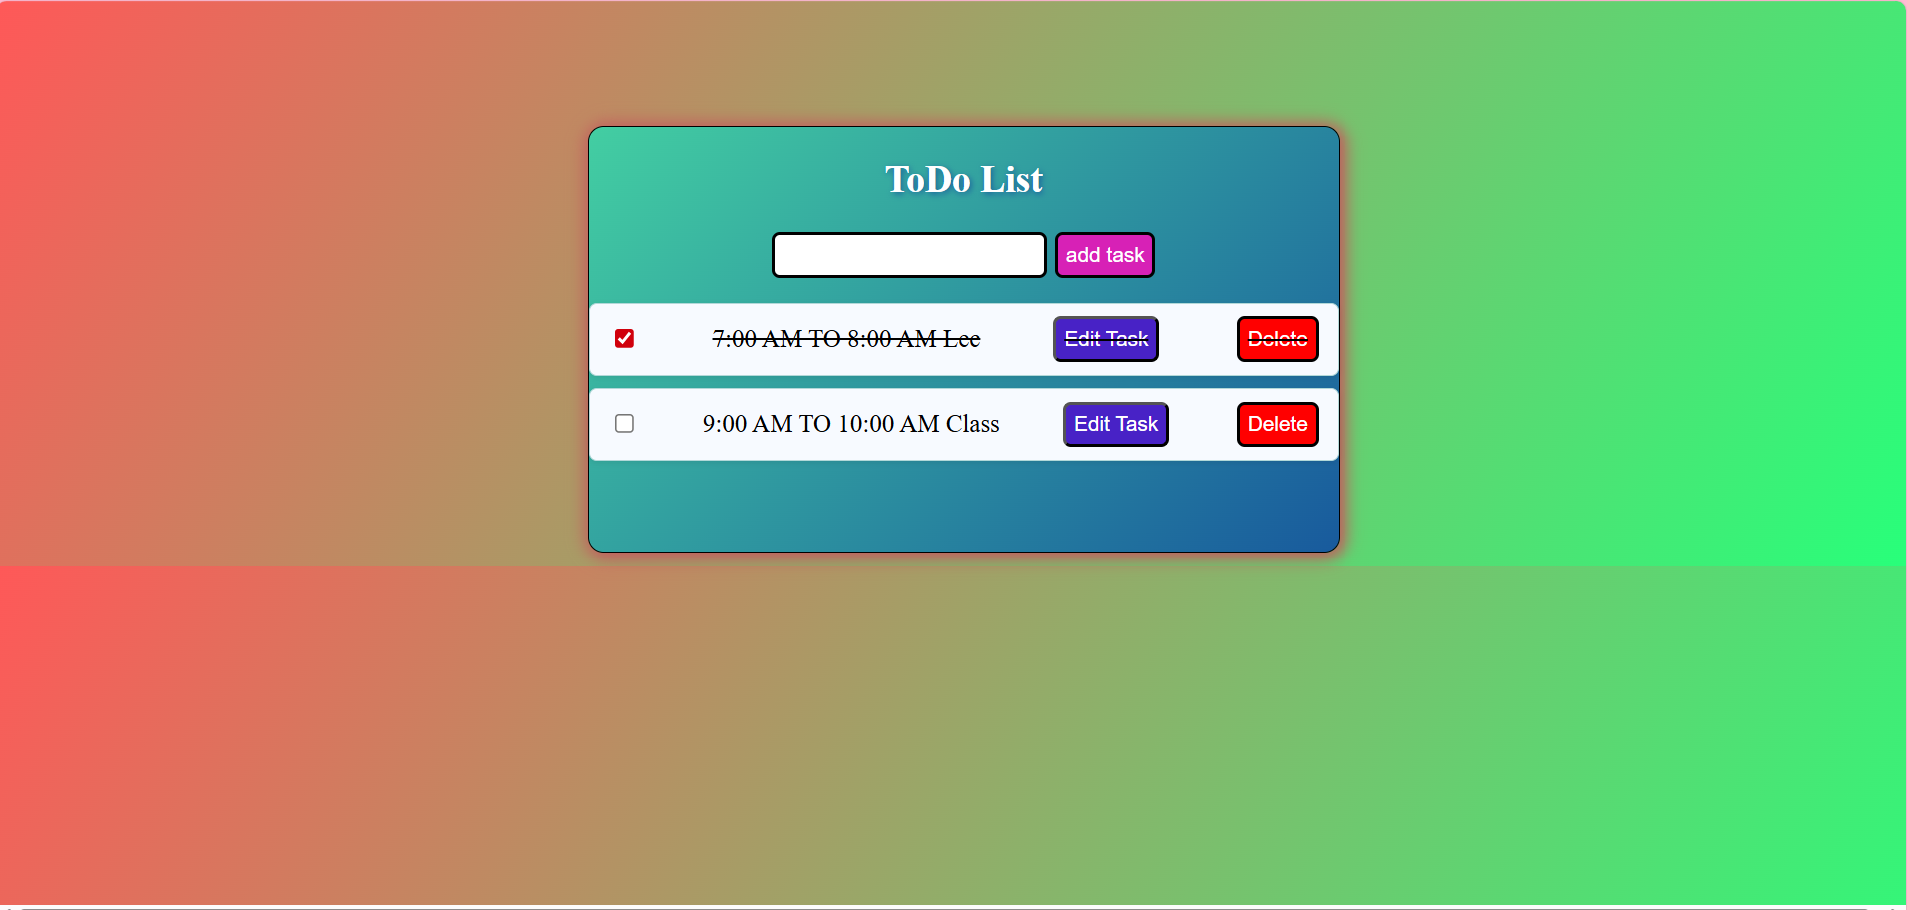 ToDo List
add task
7:00 AM TO 8:00 AM Lec Edit Task Delete
9:00 AM TO 10:00 AM Class Edit Task Delete